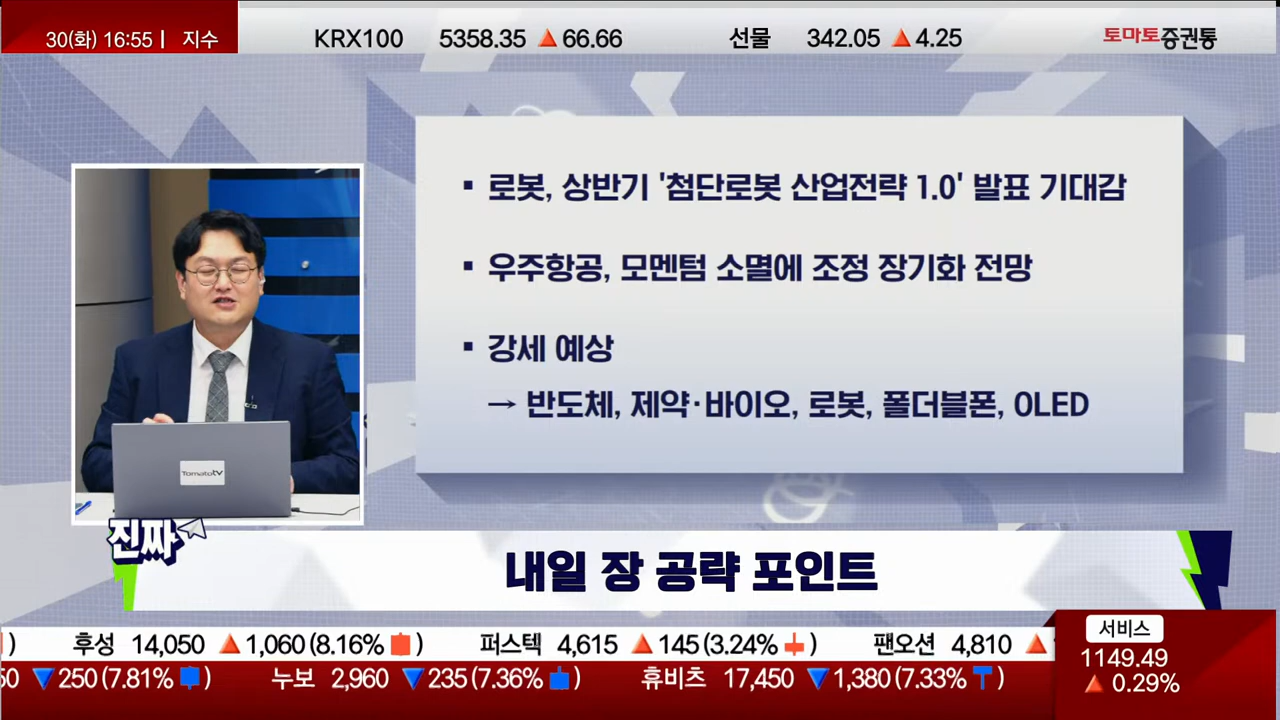 30(화) 16:55 | 지수 KRX100 5358.35 ▲66.66 선물 342.05 ▲4.25 토마토증권통
▪ 로봇, 상반기 '첨단로봇 산업전략 1.0' 발표 기대감
▪ 우주항공, 모멘텀 소멸에 조정 장기화 전망
▪ 강세 예상
→ 반도체, 제약·바이오, 로봇, 폴더블폰, OLED
TomatoTV
진짜
내일 장 공략 포인트
) 후성 14,050 ▲1,060(8.16% ) 퍼스텍 4,615 ▲145(3.24% ) 팬오션 4,810 ▲
50 ▼250(7.81% ) 누보 2,960 ▼235(7.36% ) 휴비츠 17,450 ▼1,380(7.33% )
서비스
1149.49
▲ 0.29%